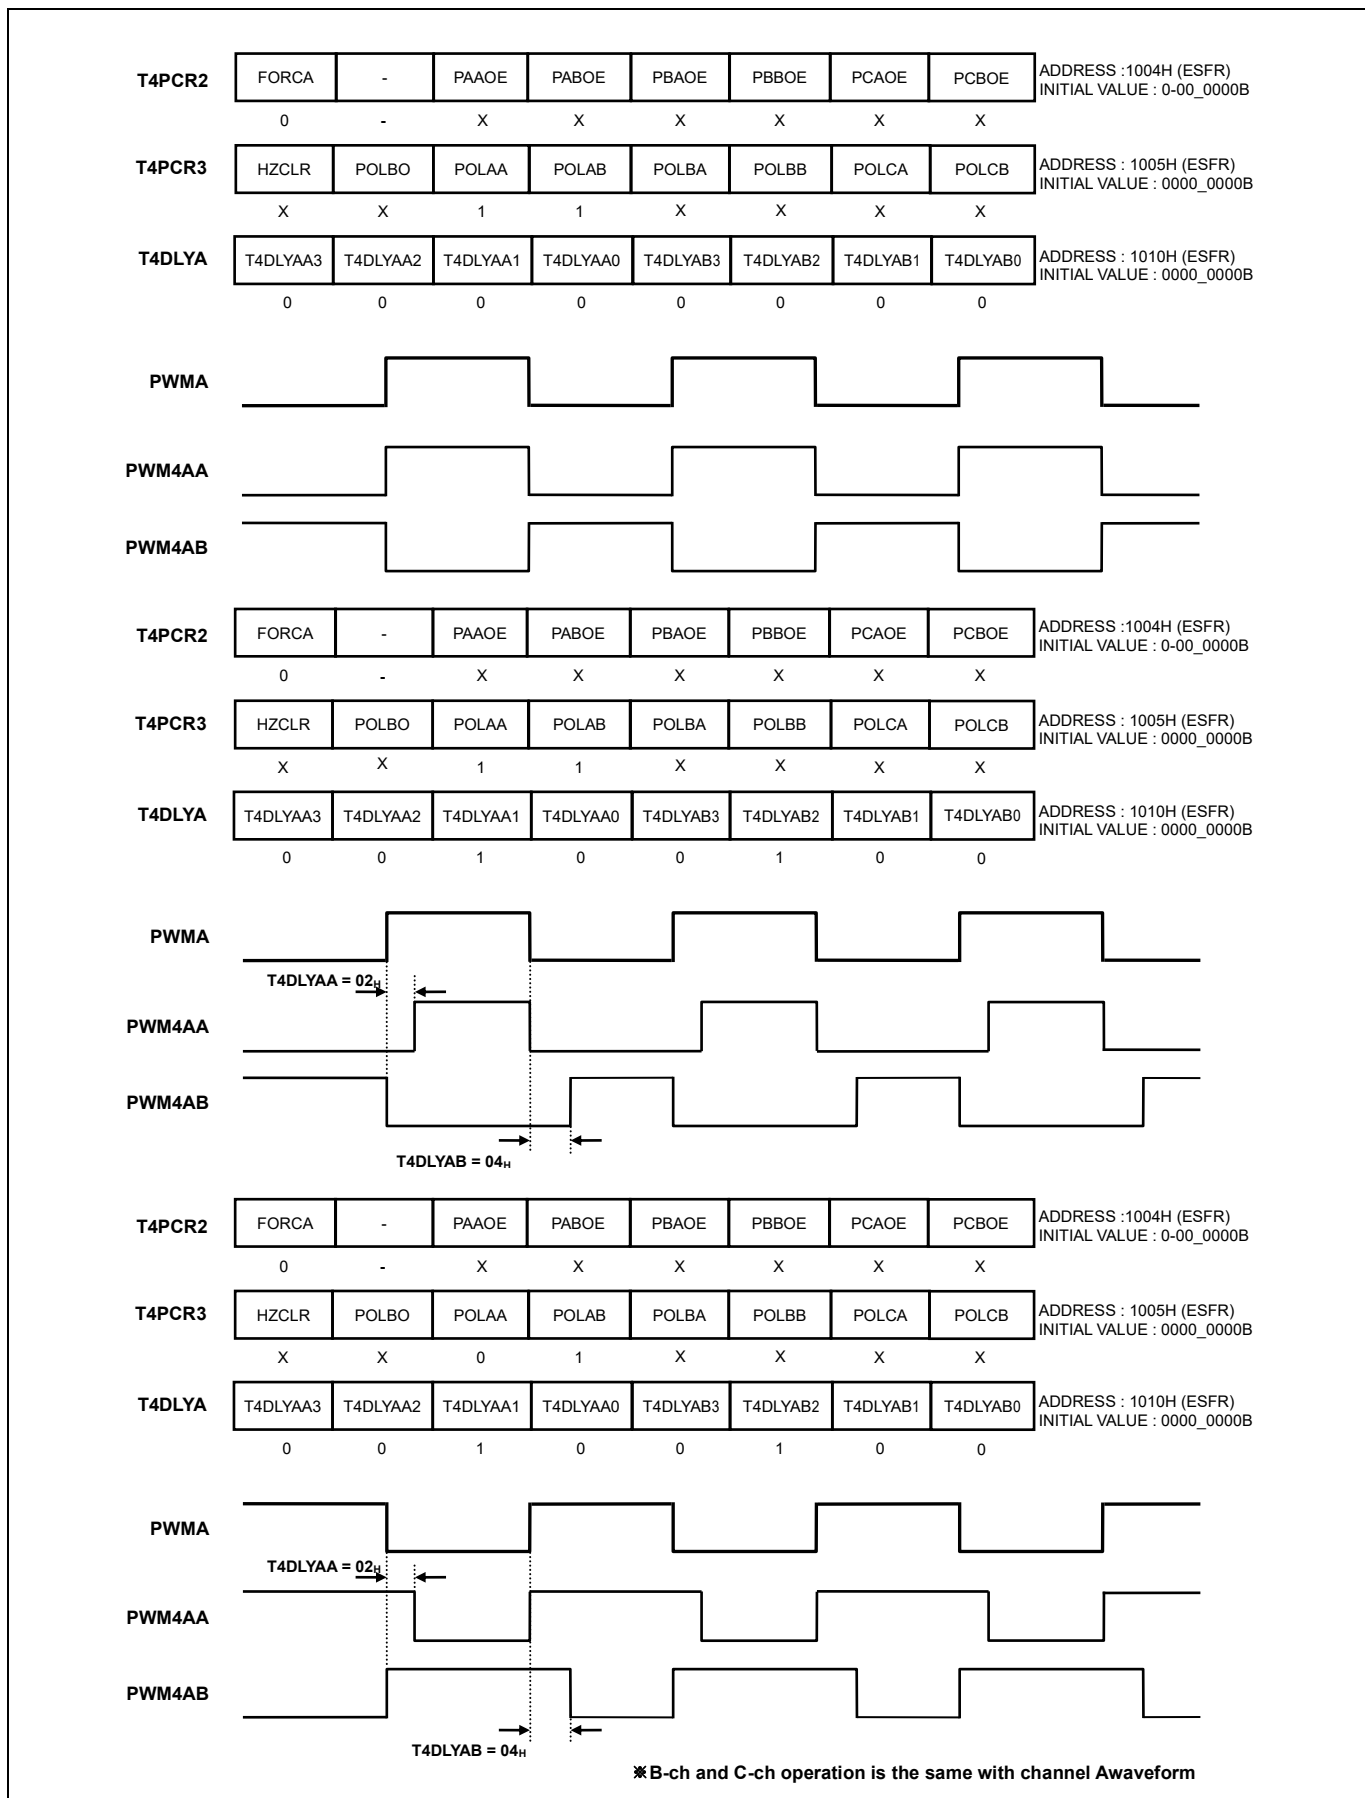 T4PCR2 FORCA - PAAOE PABOE PBAOE PBBOE PCAOE PCBOE ADDRESS :1004H (ESFR)
INITIAL VALUE : 0-00_0000B
0 - X X X X X X
T4PCR3 HZCLR POLBO POLAA POLAB POLBA POLBB POLCA POLCB ADDRESS : 1005H (ESFR)
INITIAL VALUE : 0000_0000B
X X 1 1 X X X X
T4DLYA T4DLYAA3 T4DLYAA2 T4DLYAA1 T4DLYAA0 T4DLYAB3 T4DLYAB2 T4DLYAB1 T4DLYAB0 ADDRESS : 1010H (ESFR)
INITIAL VALUE : 0000_0000B
0 0 0 0 0 0 0 0
PWMA
PWM4AA
PWM4AB
T4PCR2 FORCA - PAAOE PABOE PBAOE PBBOE PCAOE PCBOE ADDRESS :1004H (ESFR)
INITIAL VALUE : 0-00_0000B
0 - X X X X X X
T4PCR3 HZCLR POLBO POLAA POLAB POLBA POLBB POLCA POLCB ADDRESS : 1005H (ESFR)
INITIAL VALUE : 0000_0000B
X X 1 1 X X X X
T4DLYA T4DLYAA3 T4DLYAA2 T4DLYAA1 T4DLYAA0 T4DLYAB3 T4DLYAB2 T4DLYAB1 T4DLYAB0 ADDRESS : 1010H (ESFR)
INITIAL VALUE : 0000_0000B
0 0 1 0 0 1 0 0
PWMA
T4DLYAA = 02H
PWM4AA
PWM4AB
T4DLYAB = 04H
T4PCR2 FORCA - PAAOE PABOE PBAOE PBBOE PCAOE PCBOE ADDRESS :1004H (ESFR)
INITIAL VALUE : 0-00_0000B
0 - X X X X X X
T4PCR3 HZCLR POLBO POLAA POLAB POLBA POLBB POLCA POLCB ADDRESS : 1005H (ESFR)
INITIAL VALUE : 0000_0000B
X X 0 1 X X X X
T4DLYA T4DLYAA3 T4DLYAA2 T4DLYAA1 T4DLYAA0 T4DLYAB3 T4DLYAB2 T4DLYAB1 T4DLYAB0 ADDRESS : 1010H (ESFR)
INITIAL VALUE : 0000_0000B
0 0 1 0 0 1 0 0
PWMA
T4DLYAA = 02H
PWM4AA
PWM4AB
T4DLYAB = 04H
※B-ch and C-ch operation is the same with channel Awaveform